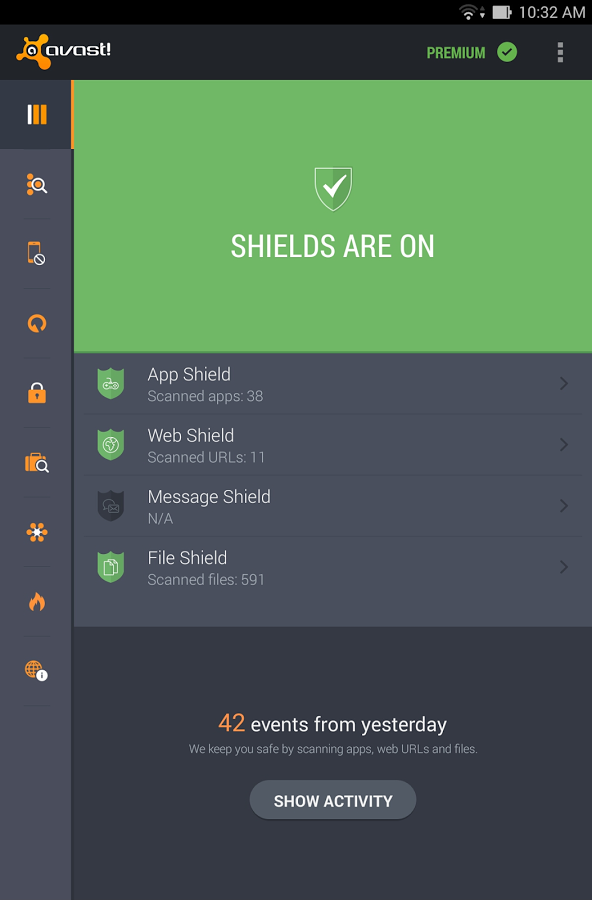 10:32 AM
avast!
PREMIUM
SHIELDS ARE ON
App Shield
Scanned apps: 38
Web Shield
Scanned URLs: 11
Message Shield
N/A
File Shield
Scanned files: 591
42 events from yesterday
We keep you safe by scanning apps, web URLs and files.
SHOW ACTIVITY